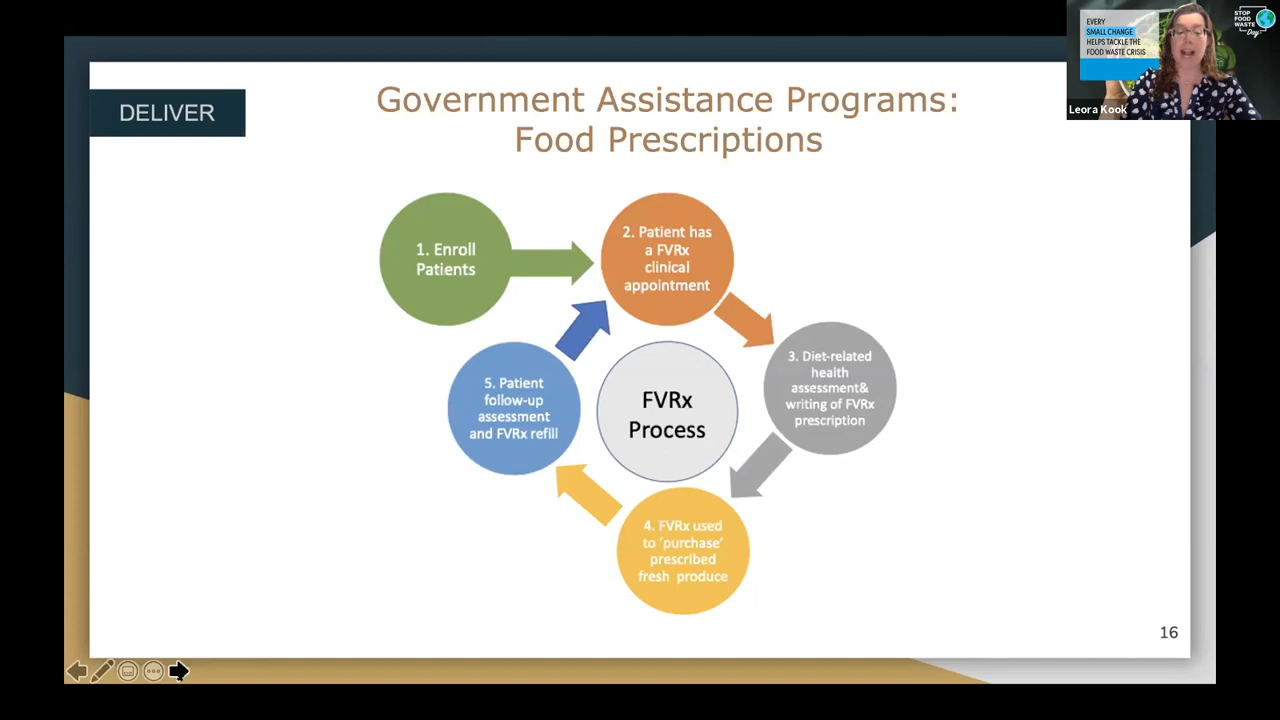 DELIVER
Government Assistance Programs:
Food Prescriptions
1. Enroll
Patients
2. Patient has
a FVRx
clinical
appointment
3. Diet-related
health
assessment&
writing of FVRx
prescription
4. FVRx used
to ‘purchase’
prescribed
fresh produce
5. Patient
follow-up
assessment
and FVRx refill
FVRx
Process
16
EVERY
SMALL CHANGE
HELPS TACKLE THE
FOOD WASTE CRISIS
STOP
FOOD
WASTE
Day
Leora Kook